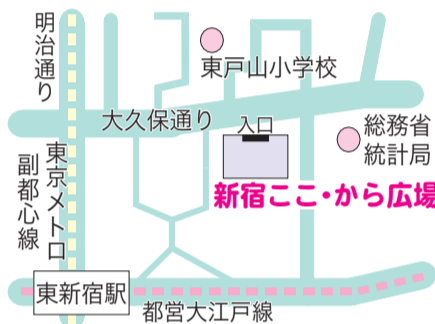 明治通り
東戸山小学校
大久保通り
入口
総務省
統計局
新宿ここ・から広場
東京メトロ
副都心線
東新宿駅
都営大江戸線